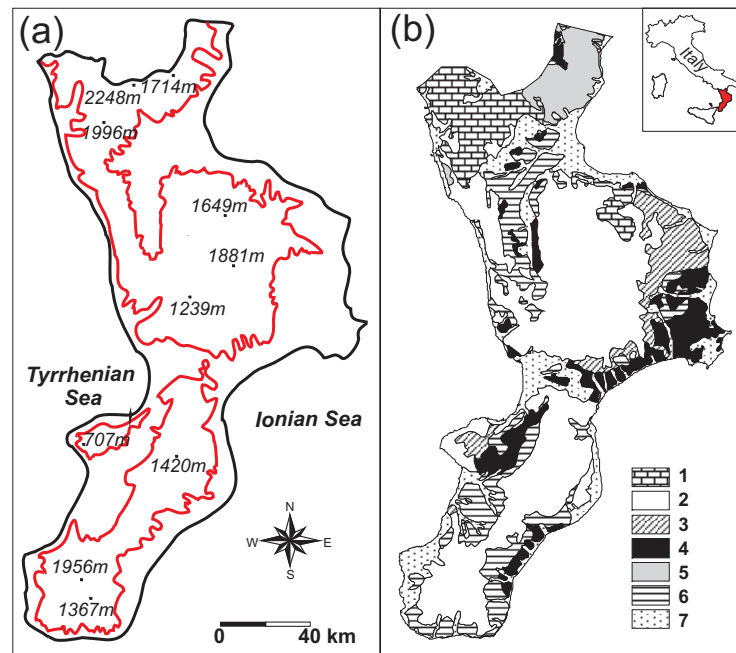 (a)
2248m
1714m
1996m
1649m
1881m
1239m
Tyrrhenian
Sea
Ionian Sea
707m
1420m
N
W
E
S
1956m
1367m
0
40 km
(b)
Italy
1
2
3
4
5
6
7